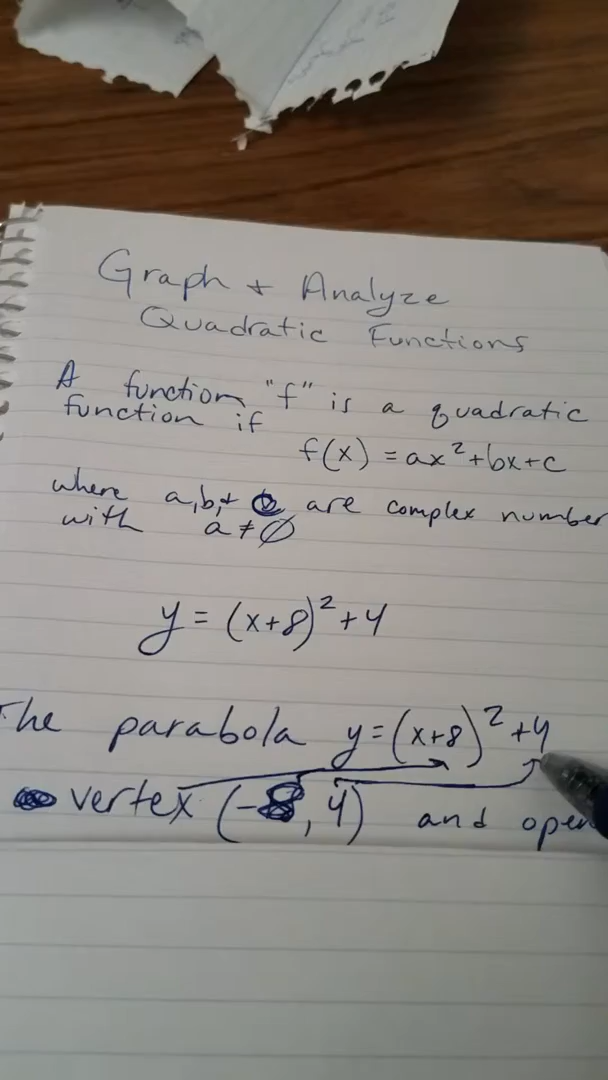 Graph + Analyze
Quadratic Functions
A function "f" is a quadratic
function if
f(x) = ax²+bx+c
where a,b,+ c are complex number
with a ≠ 0
y = (x+8)²+4
The parabola y=(x+8)²+4
vertex (-8, 4) and open